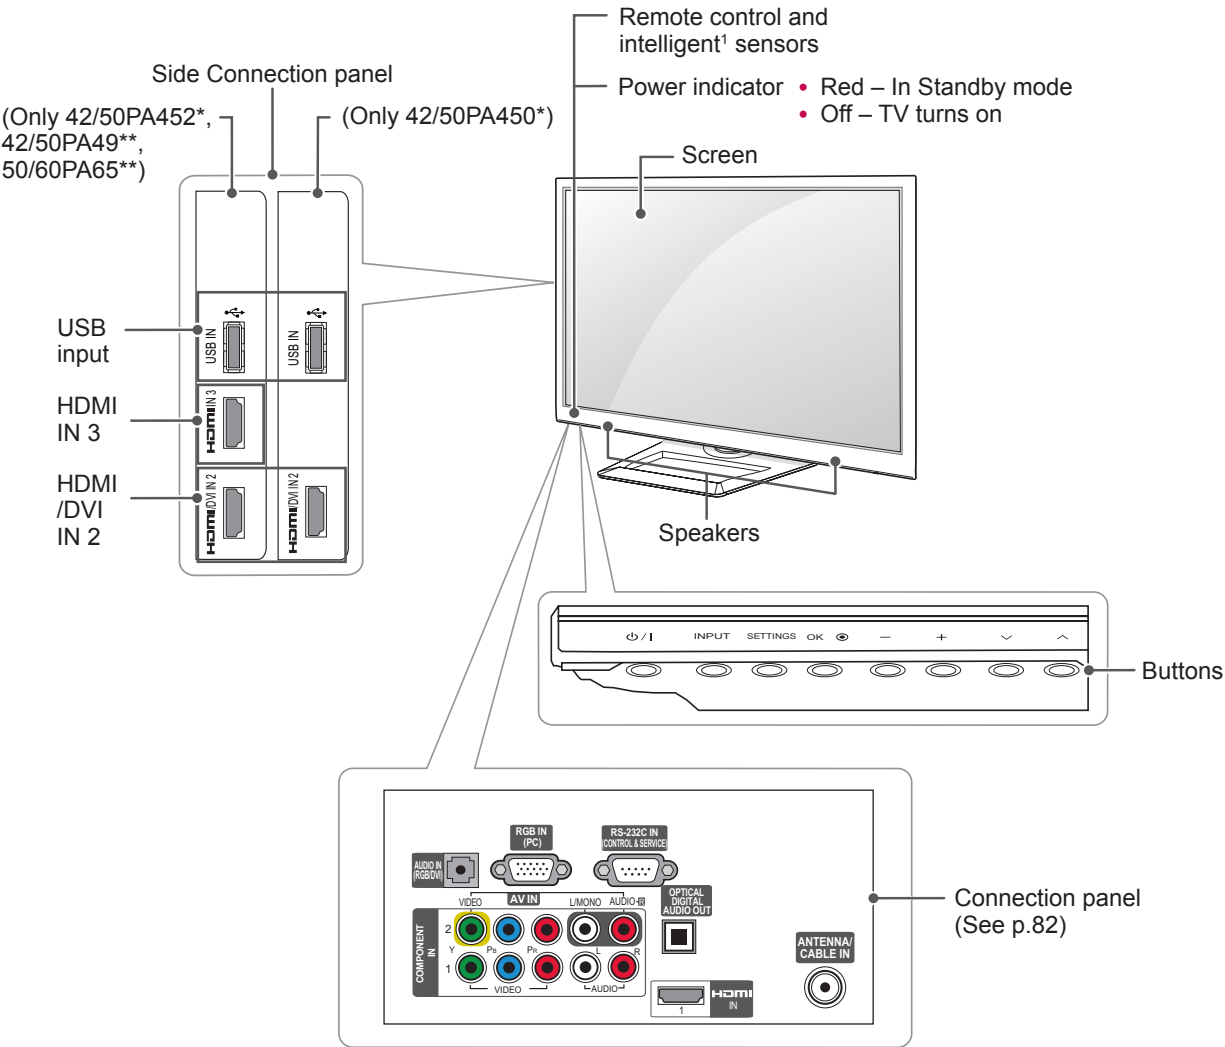 Remote control and
intelligent¹ sensors
Power indicator • Red – In Standby mode
• Off – TV turns on
Side Connection panel
(Only 42/50PA452*,
42/50PA49**,
50/60PA65**)
(Only 42/50PA450*)
Screen
USB
input
USB IN
USB IN
HDMI
IN 3
HDMI IN 3
HDMI
/DVI
IN 2
HDMI/DVI IN 2
HDMI/DVI IN 2
Speakers
⏻/I INPUT SETTINGS OK ◉ − +
Buttons
RGB IN
(PC)
RS-232C IN
(CONTROL & SERVICE)
AUDIO IN
(RGB/DVI)
VIDEO AV IN L/MONO AUDIO R
OPTICAL
DIGITAL
AUDIO OUT
COMPONENT
IN
2
Y PB PR L R
1
VIDEO AUDIO
HDMI
1 IN
ANTENNA/
CABLE IN
Connection panel
(See p.82)